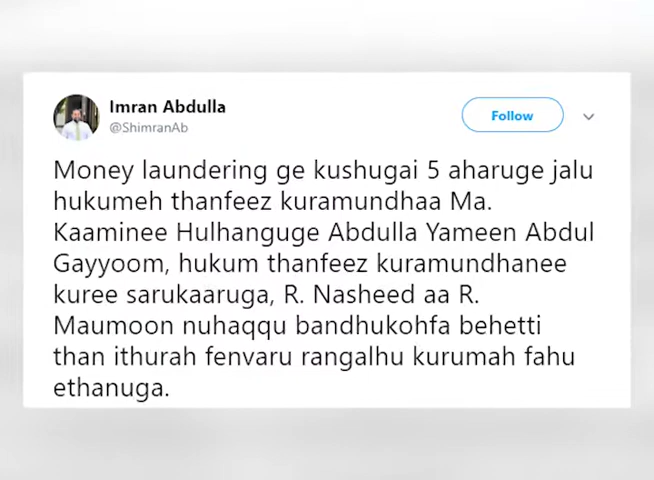 Imran Abdulla
Follow
@ShimranAb
Money laundering ge kushugai 5 aharuge jalu
hukumeh thanfeez kuramundhaa Ma.
Kaaminee Hulhanguge Abdulla Yameen Abdul
Gayyoom, hukum thanfeez kuramundhanee
kuree sarukaaruga, R. Nasheed aa R.
Maumoon nuhaqqu bandhukohfa behetti
than ithurah fenvaru rangalhu kurumah fahu
ethanuga.